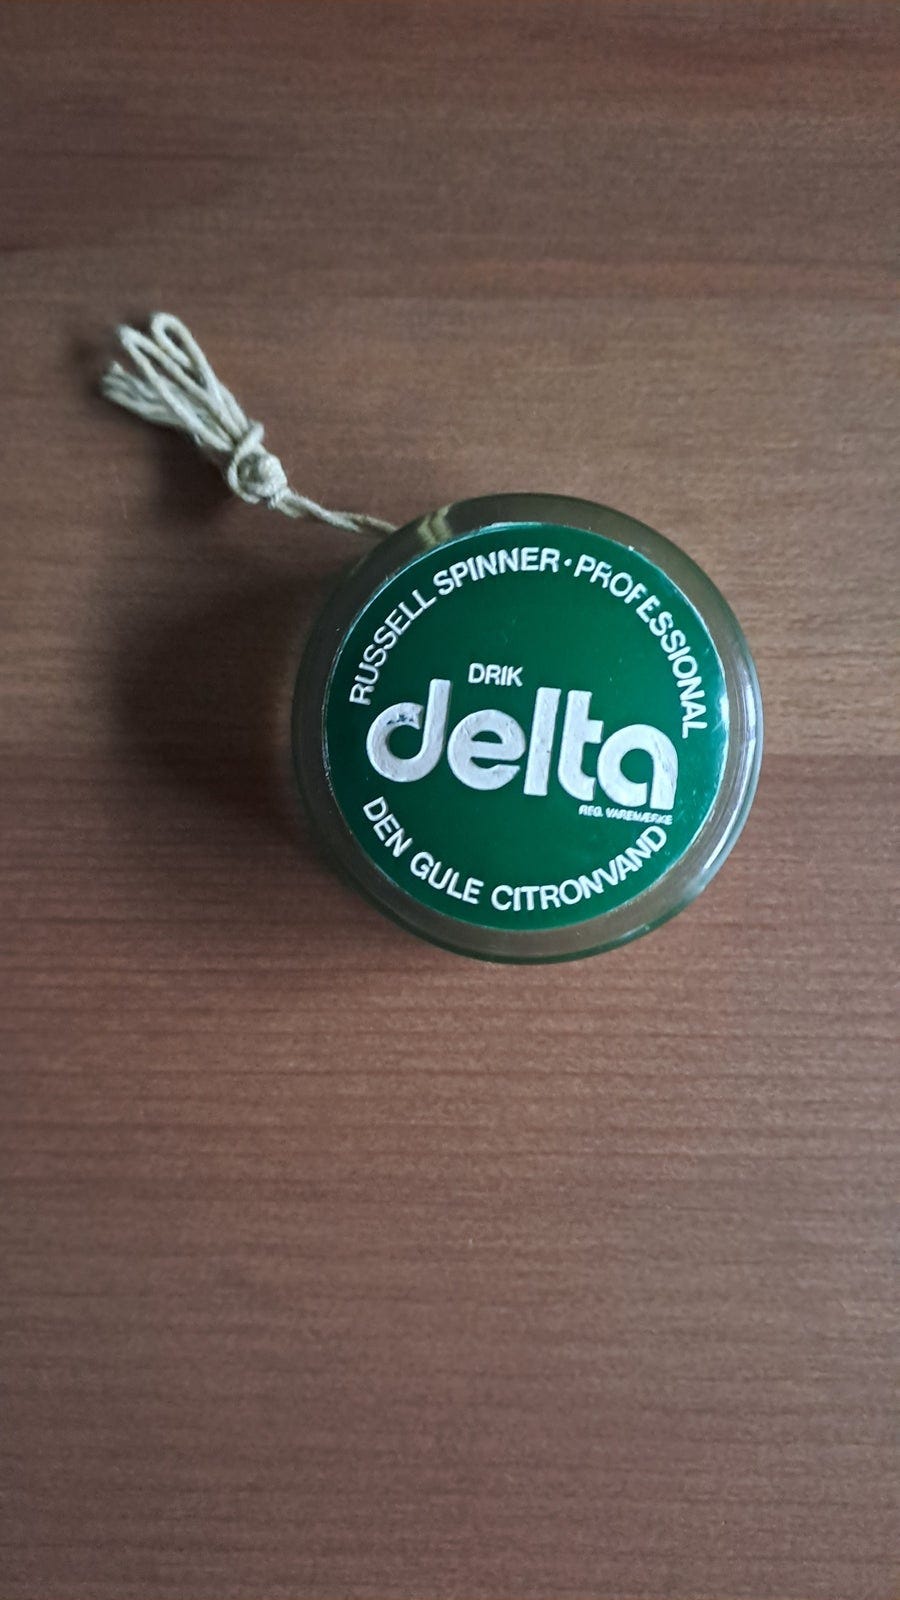 RUSSELL SPINNER · PROFESSIONAL
DRIK
delta
REG. VAREMÆRKE
DEN GULE CITRONVAND